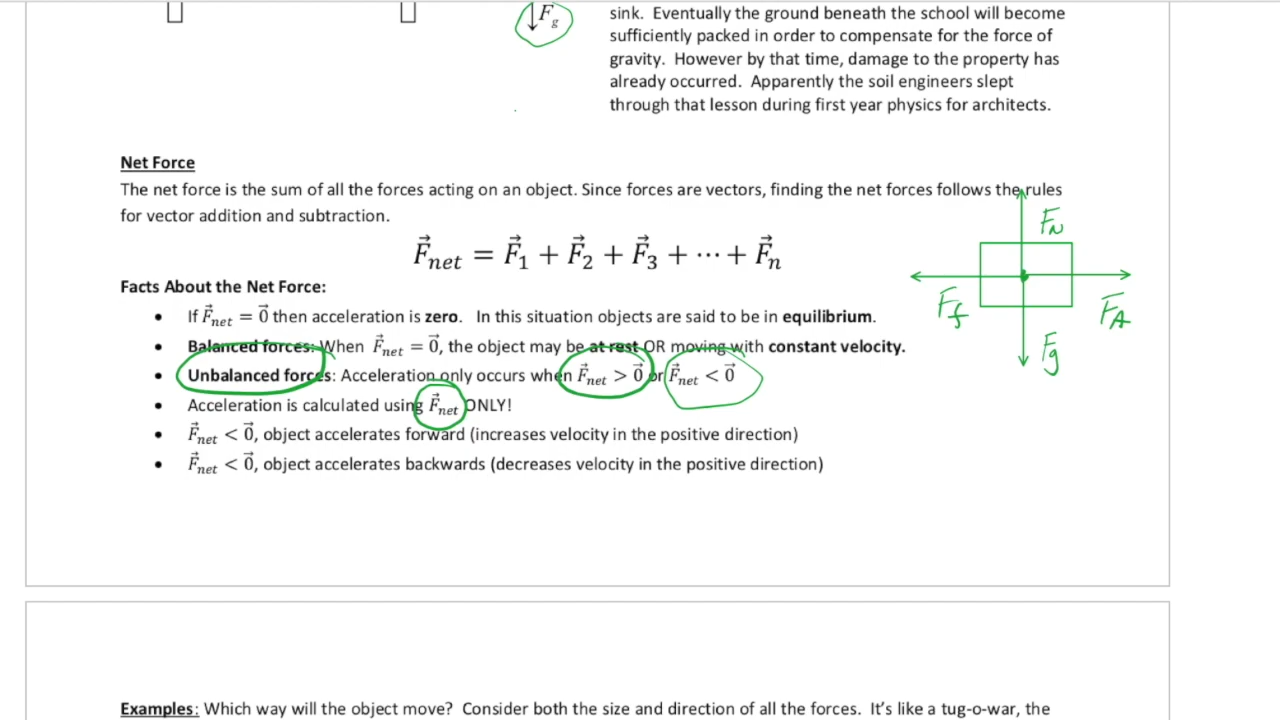 F_g
sink. Eventually the ground beneath the school will become
sufficiently packed in order to compensate for the force of
gravity. However by that time, damage to the property has
already occurred. Apparently the soil engineers slept
through that lesson during first year physics for architects.
Net Force
The net force is the sum of all the forces acting on an object. Since forces are vectors, finding the net forces follows the rules
for vector addition and subtraction.
F⃗_net = F⃗_1 + F⃗_2 + F⃗_3 + ⋯ + F⃗_n
F_N
F_f
F_A
F_g
Facts About the Net Force:
• If F⃗_net = 0⃗ then acceleration is zero. In this situation objects are said to be in equilibrium.
• Balanced forces: When F⃗_net = 0⃗, the object may be at rest OR moving with constant velocity.
• Unbalanced forces: Acceleration only occurs when F⃗_net > 0⃗ or F⃗_net < 0⃗
• Acceleration is calculated using F⃗_net ONLY!
• F⃗_net < 0⃗, object accelerates forward (increases velocity in the positive direction)
• F⃗_net < 0⃗, object accelerates backwards (decreases velocity in the positive direction)
Examples: Which way will the object move? Consider both the size and direction of all the forces. It's like a tug-o-war, the